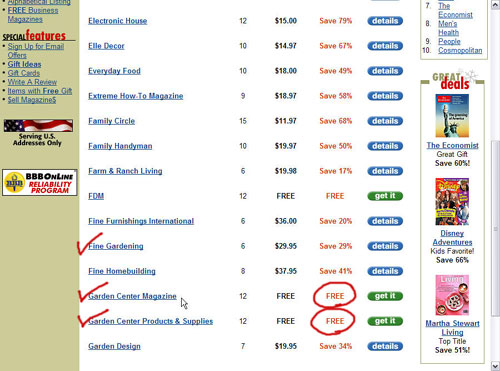 Alphabetical Listing
FREE Business
Magazines
SPECIAL features
Sign Up for Email
Offers
Gift Ideas
Gift Cards
Write A Review
Items with Free Gift
$ell Magazine$
Serving U.S.
Addresses Only
BBBOnLine
RELIABILITY
PROGRAM
Electronic House 12 $15.00 Save 79% details
Elle Decor 10 $14.97 Save 67% details
Everyday Food 10 $18.00 Save 49% details
Extreme How-To Magazine 9 $18.97 Save 58% details
Family Circle 15 $11.97 Save 68% details
Family Handyman 10 $19.97 Save 50% details
Farm & Ranch Living 6 $19.98 Save 17% details
FDM 12 FREE FREE get it
Fine Furnishings International 6 $36.00 Save 20% details
Fine Gardening 6 $29.95 Save 29% details
Fine Homebuilding 8 $37.95 Save 41% details
Garden Center Magazine 12 FREE FREE get it
Garden Center Products & Supplies 12 FREE FREE get it
Garden Design 7 $19.95 Save 34% details
7. The
Economist
8. Men's
Health
9. People
10. Cosmopolitan
GREAT
deals
The Economist
Great Gift
Save 60%!
Disney
Adventures
Kids Favorite!
Save 66%
Martha Stewart
Living
Top Title
Save 51%!